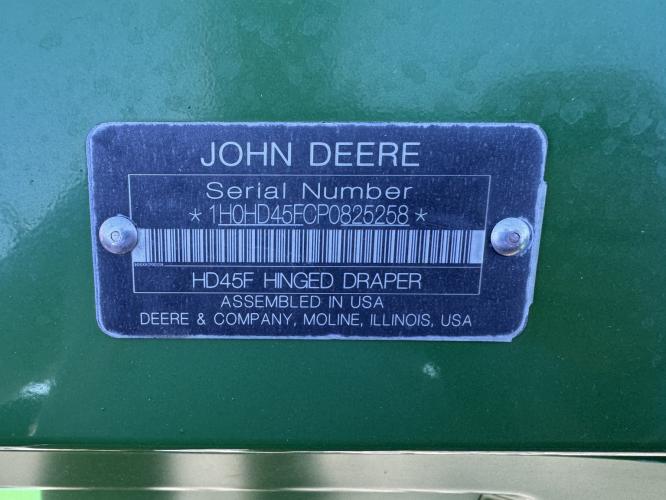 JOHN DEERE
Serial Number
*1H0HD45FCP0825258*
HD45F HINGED DRAPER
ASSEMBLED IN USA
DEERE & COMPANY, MOLINE, ILLINOIS, USA